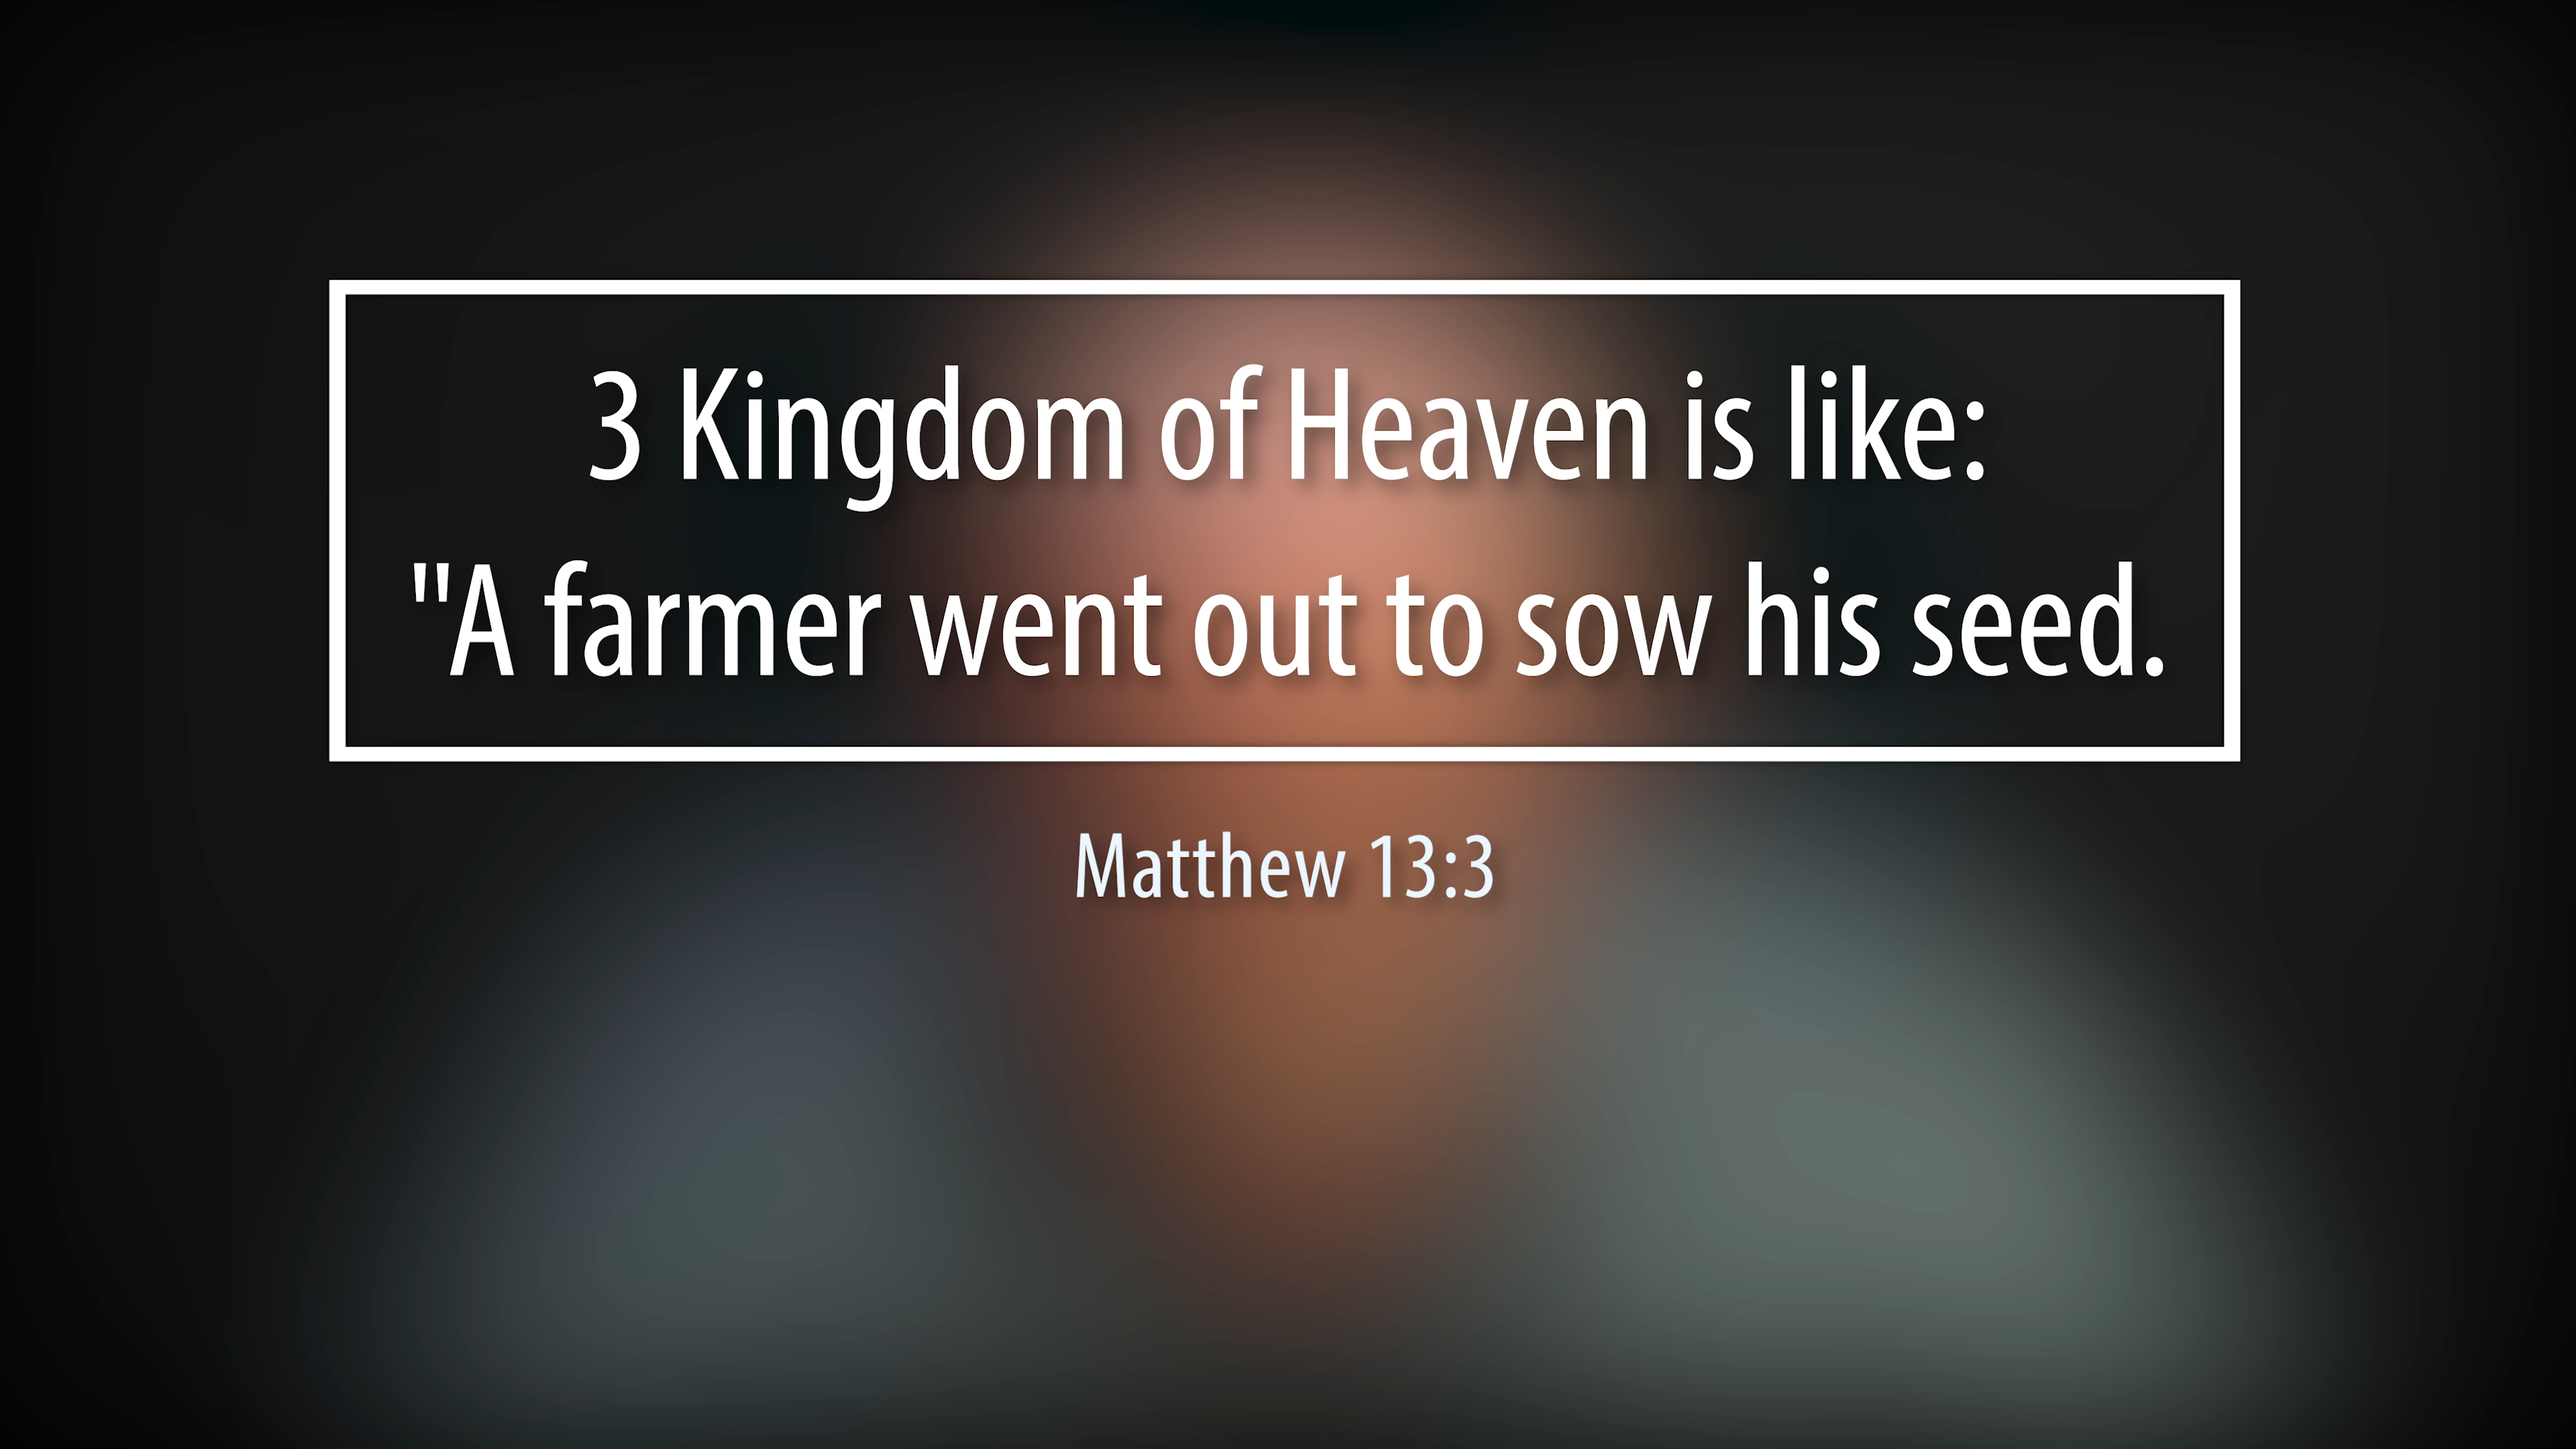 3 Kingdom of Heaven is like:
"A farmer went out to sow his seed.
Matthew 13:3